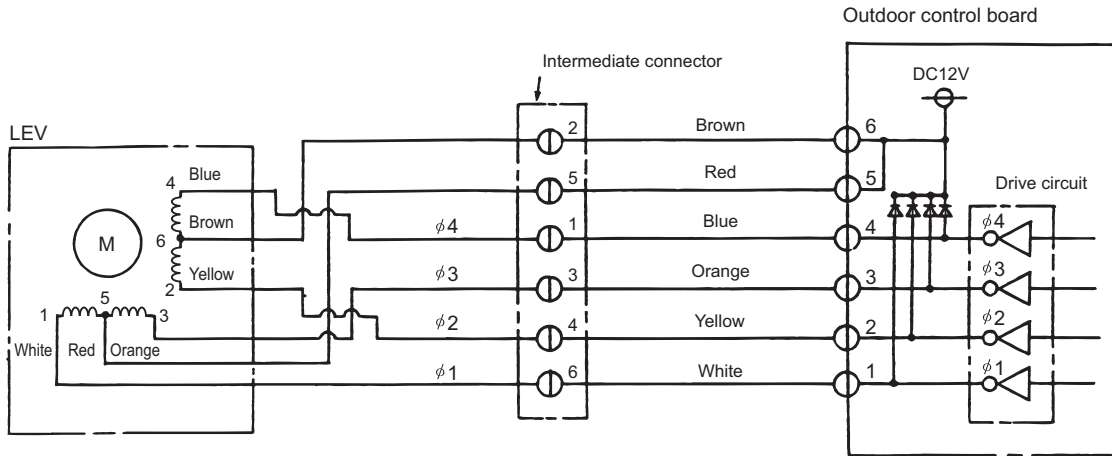 Outdoor control board
Intermediate connector
DC12V
LEV
2 Brown 6
5 Red 5
Drive circuit
4 Blue
ϕ4 1 Blue 4 ϕ4
6 Brown
ϕ3 3 Orange 3 ϕ3
M
2 Yellow
ϕ2 4 Yellow 2 ϕ2
1 5 3
White Red Orange
ϕ1 6 White 1 ϕ1